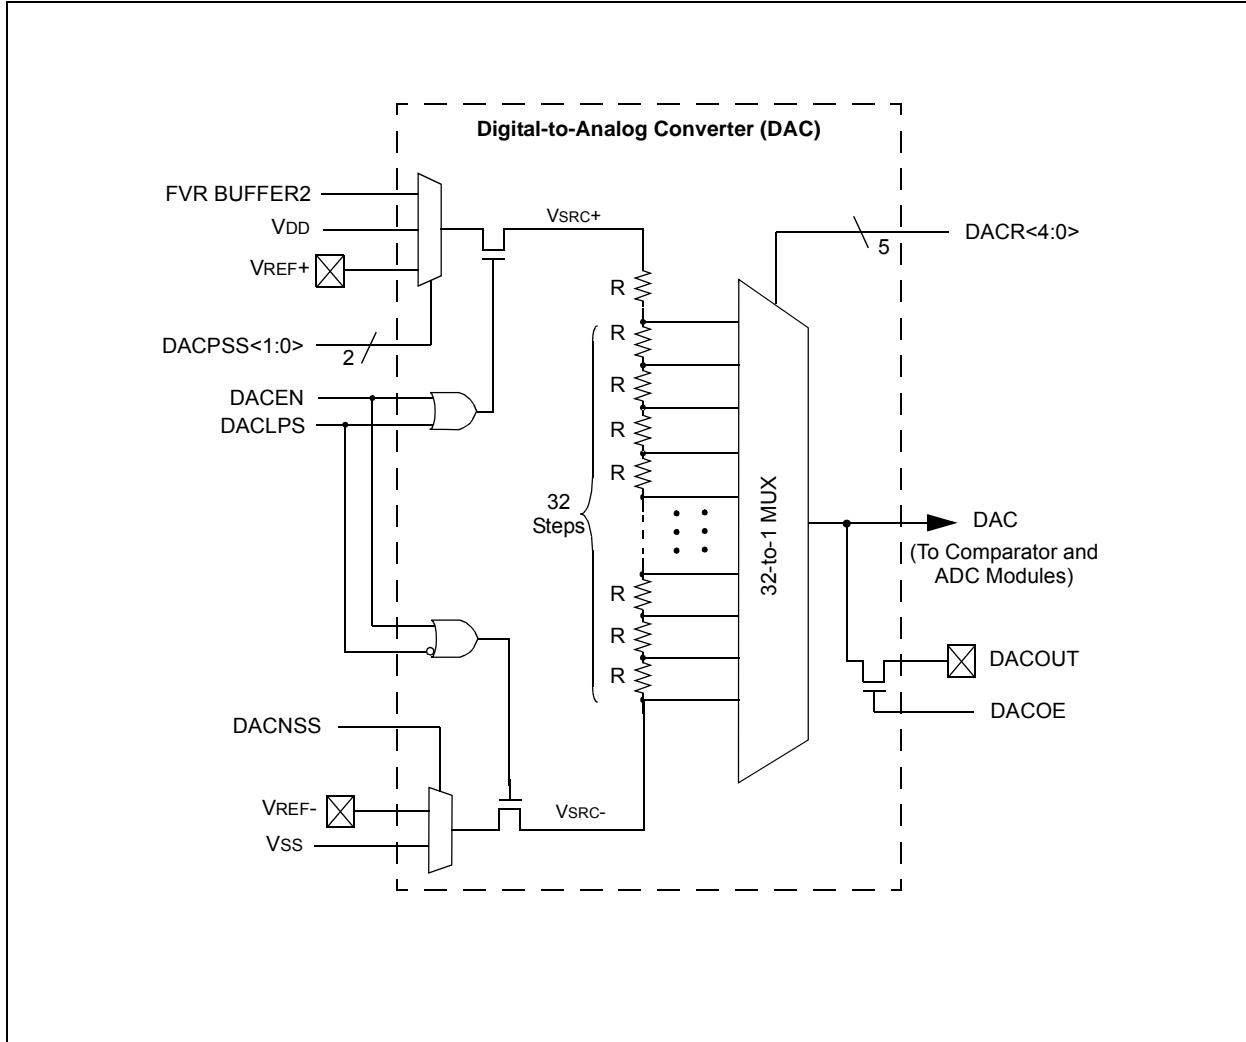 Digital-to-Analog Converter (DAC)
FVR BUFFER2
VDD
VREF+
VSRC+
DACR<4:0>
5
DACPSS<1:0>
2
DACEN
DACLPS
R
R
R
R
R
32
Steps
R
R
R
32-to-1 MUX
DAC
(To Comparator and
ADC Modules)
DACOUT
DACOE
DACNSS
VREF-
VSRC-
VSS